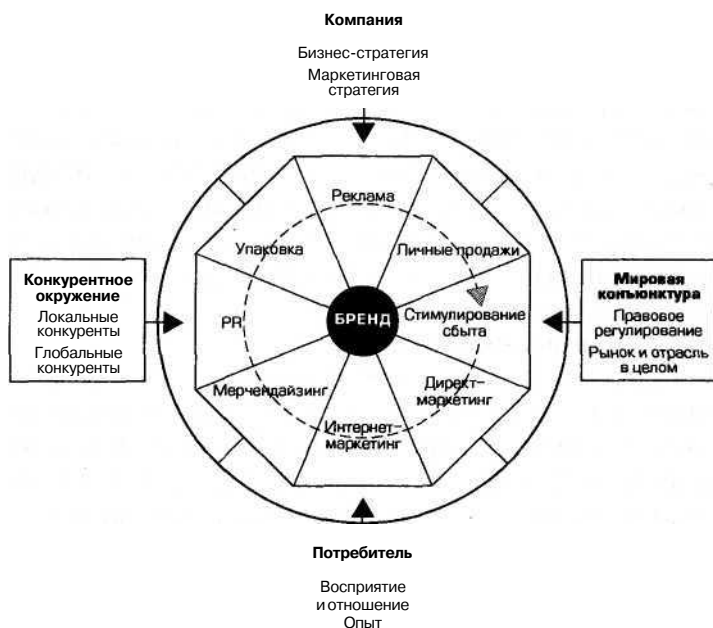 Компания
Бизнес-стратегия
Маркетинговая
стратегия
Реклама
Упаковка
Личные продажи
Конкурентное
окружение
Локальные
конкуренты
Глобальные
конкуренты
PR
БРЕНД
Стимулирование
сбыта
Мировая
конъюнктура
Правовое
регулирование
Рынок и отрасль
в целом
Мерчендайзинг
Директ-
маркетинг
Интернет-
маркетинг
Потребитель
Восприятие
и отношение
Опыт